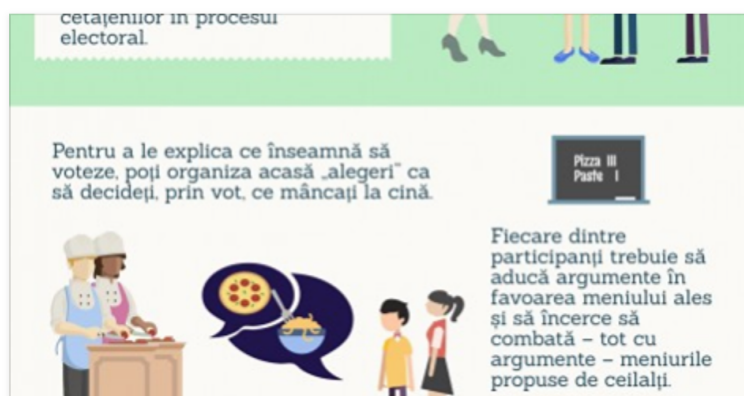 cetățenilor în procesul
electoral.
Pentru a le explica ce înseamnă să
voteze, poți organiza acasă „alegeri” ca
să decideți, prin vot, ce mâncați la cină.
Pizza III
Paste I
Fiecare dintre
participanți trebuie să
aducă argumente în
favoarea meniului ales
și să încerce să
combată – tot cu
argumente – meniurile
propuse de ceilalți.